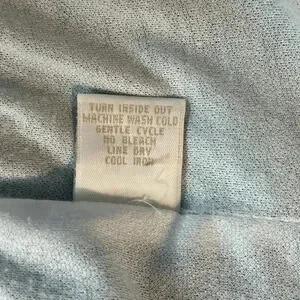 TURN INSIDE OUT
MACHINE WASH COLD
GENTLE CYCLE
NO BLEACH
LINE DRY
COOL IRON